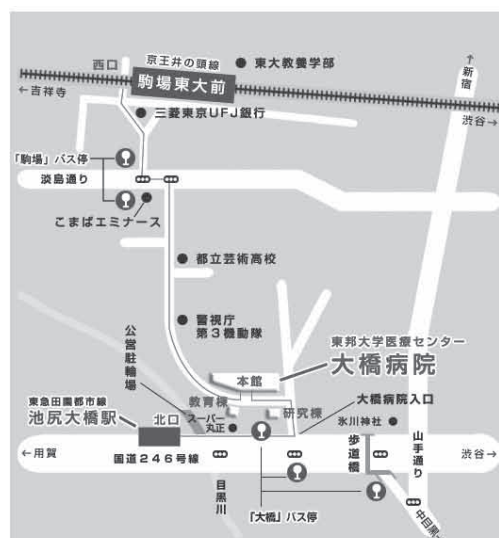 西口
京王井の頭線
駒場東大前
東大教養学部
↑新宿
←吉祥寺
渋谷→
三菱東京UFJ銀行
「駒場」バス停
淡島通り
こまばエミナース
都立芸術高校
警視庁
第3機動隊
公営駐輪場
東邦大学医療センター
大橋病院
本館
教育棟
研究棟
大橋病院入口
東急田園都市線
池尻大橋駅
北口
スーパー
丸正
氷川神社
歩道橋
山手通り
←用賀
国道246号線
渋谷→
目黒川
「大橋」バス停
中目黒→